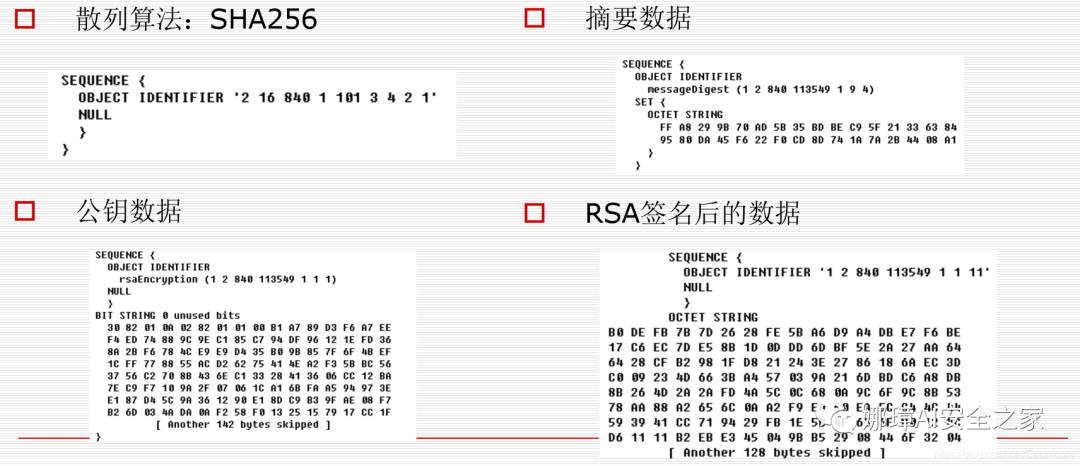 散列算法：SHA256
SEQUENCE {
OBJECT IDENTIFIER '2 16 840 1 101 3 4 2 1'
NULL
}
}
摘要数据
SEQUENCE {
OBJECT IDENTIFIER
messageDigest (1 2 840 113549 1 9 4)
SET {
OCTET STRING
FF A8 29 9B 70 AD 5B 35 BD BE C9 5F 21 33 63 84
95 80 DA 45 F6 22 F0 CD 8D 74 1A 7A 2B 44 08 A1
}
}
公钥数据
SEQUENCE {
OBJECT IDENTIFIER
rsaEncryption (1 2 840 113549 1 1 1)
NULL
}
BIT STRING 0 unused bits
30 82 01 0A 02 82 01 01 00 B1 A7 89 D3 F6 A7 EE
F4 ED 74 88 9C 9E C1 85 C7 94 DF 96 12 1E FD 36
8A 2B F6 78 4C E9 E9 D4 35 B0 9B 85 7F 6F 4B EF
1C FF 77 88 55 AC D2 62 75 41 4E A2 F3 5B BC 56
37 56 C2 70 8B 43 6E C1 33 28 41 36 06 CC 12 BA
7E C9 F7 10 9A 2F 07 06 1C A1 6B FA A5 94 97 3E
E1 87 D4 5C 9A 36 12 90 E1 8D C9 B3 9F AE 08 F7
B2 6D 03 4A DA 0A F2 58 F0 13 25 15 79 17 CC 1F
[ Another 142 bytes skipped ]
}
RSA签名后的数据
SEQUENCE {
OBJECT IDENTIFIER '1 2 840 113549 1 1 11'
NULL
}
OCTET STRING
B0 DE FB 7B 7D 26 28 FE 5B A6 D9 A4 DB E7 F6 BE
17 C6 EC 7D E5 8B 1D 0D DD 6D BF 5E 2A 27 AA 64
64 28 CF B2 98 1F D8 21 24 3E 27 86 18 6A EC 3D
C0 09 23 4D 66 3B A4 57 03 9A 21 6D BD C6 A8 DB
8B 26 4D 2A 2A FD 4A 5C 0C 68 0A 9C 6F 9C 8B 53
78 AA 88 A2 65 6C 0A A2 F9
59 39 41 CC 71 94 29 FB 1E
D6 11 11 B2 EB E3 45 04 9B B5 29 08 44 6F 32 04
[ Another 128 bytes skipped ]
娜璋AI安全之家